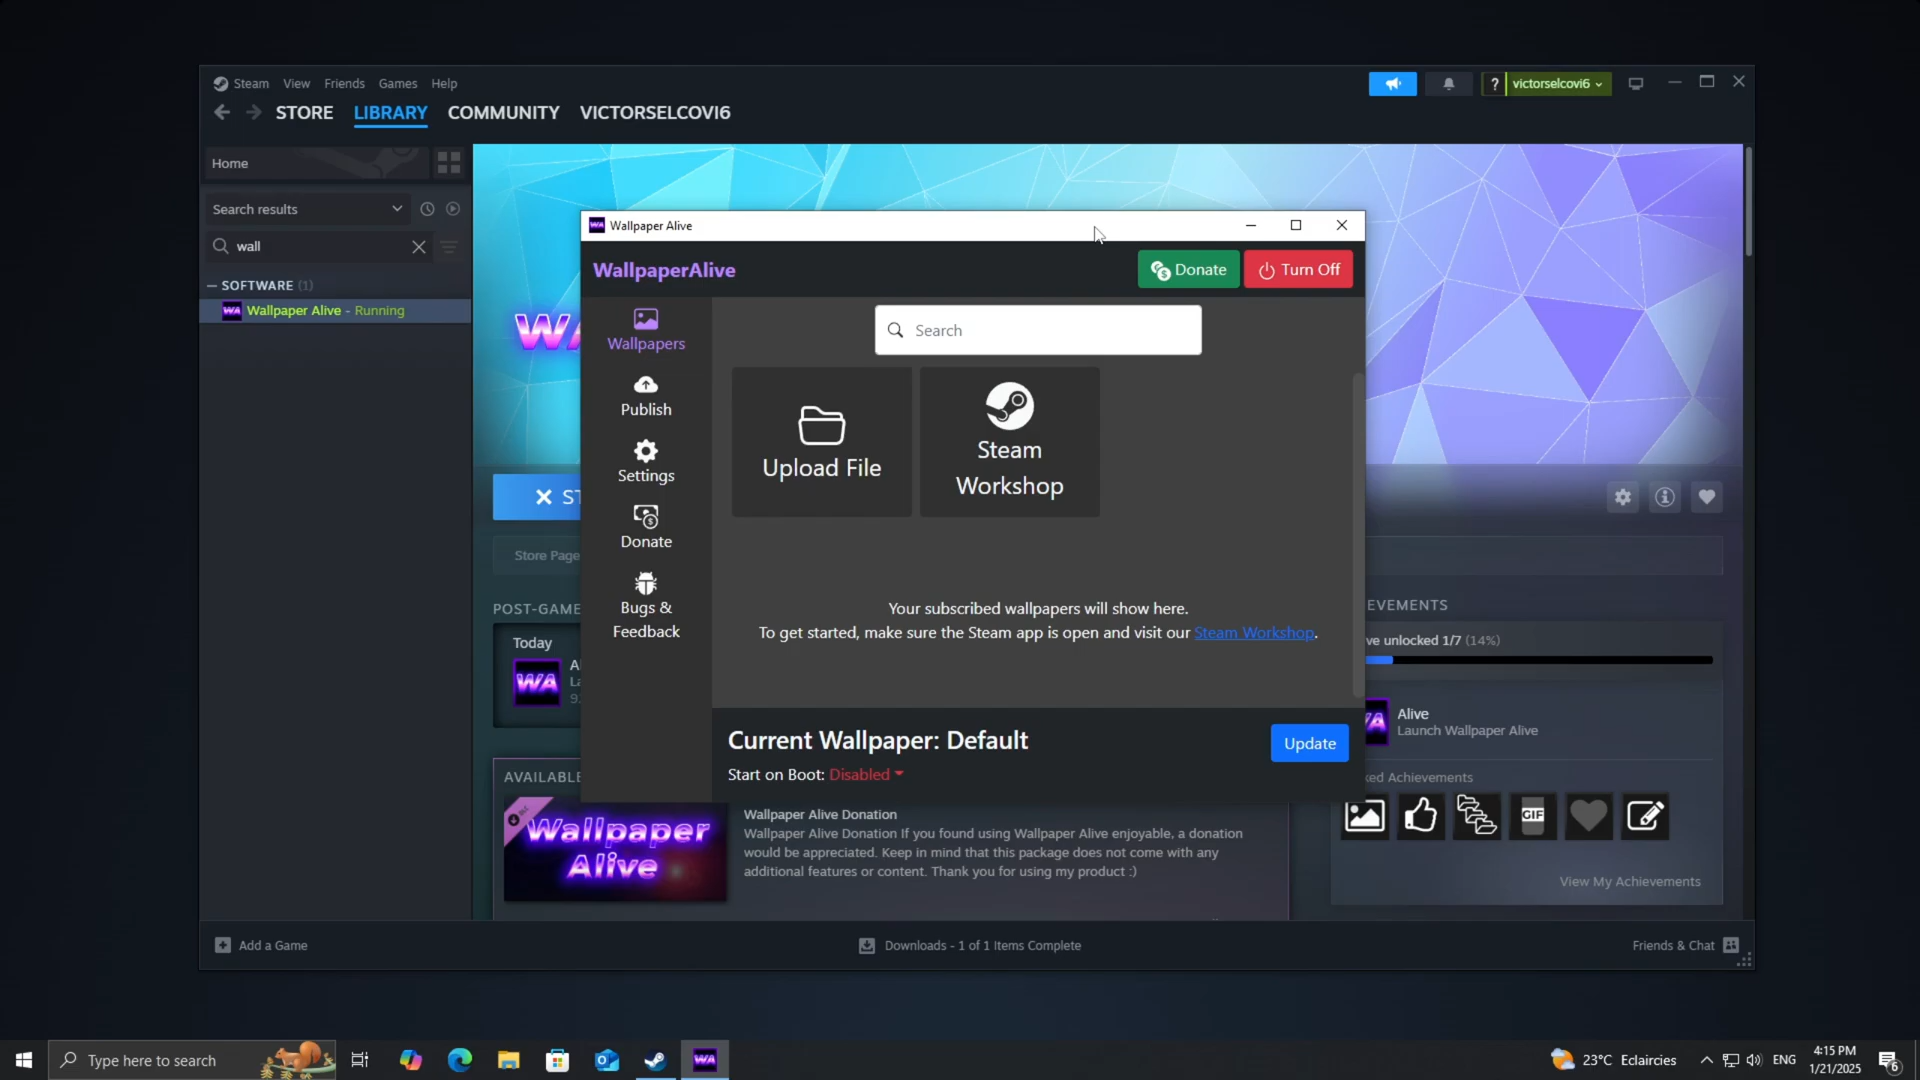 Steam View Friends Games Help
? victorselcovi6
STORE LIBRARY COMMUNITY VICTORSELCOVI6
Home
Search results
wall
SOFTWARE (1)
WA Wallpaper Alive - Running
WA Wallpaper Alive
WallpaperAlive
Donate
Turn Off
Wallpapers
Publish
Settings
Donate
Bugs &
Feedback
Search
Upload File
Steam
Workshop
Your subscribed wallpapers will show here.
To get started, make sure the Steam app is open and visit our Steam Workshop.
Current Wallpaper: Default
Start on Boot: Disabled
Update
Store Page
POST-GAME
Today
WA
AVAILABLE
Wallpaper
Alive
Wallpaper Alive Donation
Wallpaper Alive Donation If you found using Wallpaper Alive enjoyable, a donation
would be appreciated. Keep in mind that this package does not come with any
additional features or content. Thank you for using my product :)
EVEMENTS
ve unlocked 1/7 (14%)
Alive
Launch Wallpaper Alive
ked Achievements
GIF
View My Achievements
Add a Game
Downloads - 1 of 1 Items Complete
Friends & Chat
Type here to search
WA
23°C Eclaircies
ENG
4:15 PM
1/21/2025
6